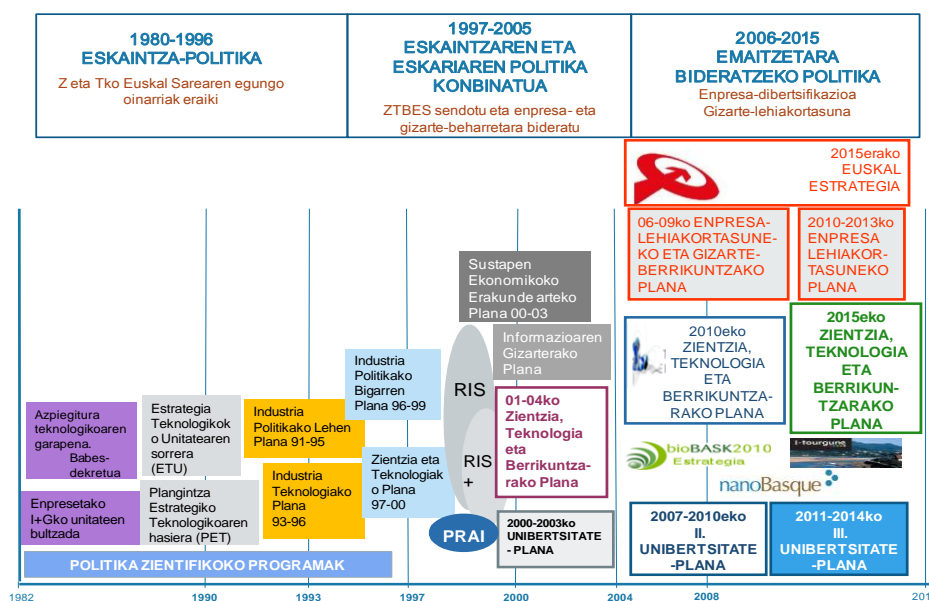 1980-1996
ESKAINTZA-POLITIKA
Z eta Tko Euskal Sarearen egungo
oinarriak eraiki
1997-2005
ESKAINTZAREN ETA
ESKARIAREN POLITIKA
KONBINATUA
ZTBES sendotu eta enpresa- eta
gizarte-beharretara bideratu
2006-2015
EMAITZETARA
BIDERATZEKO POLITIKA
Enpresa-dibertsifikazioa
Gizarte-lehiakortasuna
2015erako
EUSKAL
ESTRATEGIA
06-09ko ENPRESA-
LEHIAKORTASUNE-
KO ETA GIZARTE-
BERRIKUNTZAKO
PLANA
2010-2013ko
ENPRESA
LEHIAKOR-
TASUNEKO
PLANA
Sustapen
Ekonomikoko
Erakunde arteko
Plana 00-03
Informazioaren
Gizarterako
Plana
2010eko
ZIENTZIA,
TEKNOLOGIA
ETA
BERRIKUNTZA-
RAKO PLANA
2015eko
ZIENTZIA,
TEKNOLOGIA
ETA
BERRIKUN-
TZARAKO
PLANA
Industria
Politikako
Bigarren
Plana 96-99
RIS
01-04ko
Zientzia,
Teknologia
eta
Berrikuntza-
rako Plana
Azpiegitura
teknologikoaren
garapena.
Babes-
dekretua
Estrategia
Teknologikok
o Unitatearen
sorrera
(ETU)
Industria
Politikako Lehen
Plana 91-95
Zientzia eta
Teknologiak
o Plana
97-00
RIS
+
bioBASK2010
Estrategia
i-tourgune
nanoBasque
Enpresetako
I+Gko unitateen
bultzada
Plangintza
Estrategiko
Teknologikoaren
hasiera (PET)
Industria
Teknologiako
Plana
93-96
PRAI
2000-2003ko
UNIBERTSITATE
- PLANA
2007-2010eko
II.
UNIBERTSITATE
-PLANA
2011-2014ko
III.
UNIBERTSITATE
-PLANA
POLITIKA ZIENTIFIKOKO PROGRAMAK
1982
1990
1993
1997
2000
2004
2008